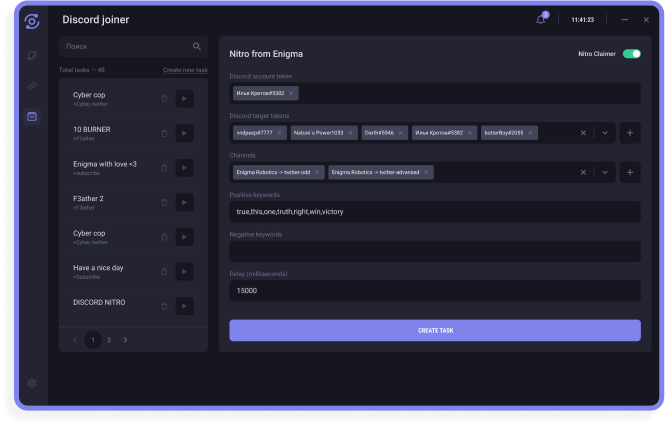 Discord joiner
11:41:23
Поиск
Total tasks — 48
Create new task
Cyber cop
+Cyber, twitter
10 BURNER
+F3ather
Enigma with love <3
+subscribe
F3ather 2
+F3ather
Cyber cop
+Cyber, twitter
Have a nice day
+Subscribe
DISCORD NITRO
-
1 2
Nitro from Enigma
Nitro Claimer
Discord account token
Илья Кретов#5382
Discord target tokens
Nature's Power1053
Darth#5946
Илья Кретов#5382
betterBoy#2055
Channels
Enigma Robotics -> twitter-odd
Enigma Robotics -> twitter-advansed
Positive keywords
true,this,one,truth,right,win,victory
Negative keywords
Delay (milliseconds)
15000
CREATE TASK